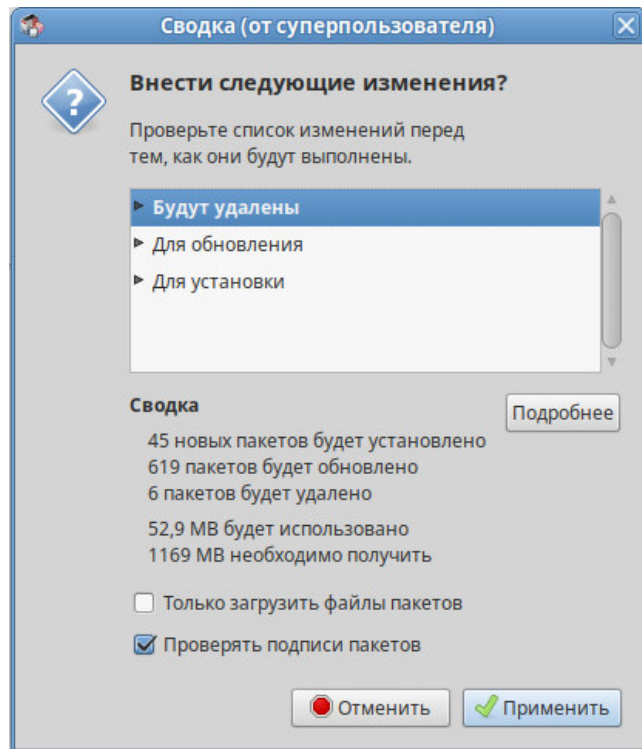 Сводка (от суперпользователя)
Внести следующие изменения?
Проверьте список изменений перед
тем, как они будут выполнены.
Будут удалены
Для обновления
Для установки
Сводка
Подробнее
45 новых пакетов будет установлено
619 пакетов будет обновлено
6 пакетов будет удалено
52,9 MB будет использовано
1169 MB необходимо получить
Только загрузить файлы пакетов
Проверять подписи пакетов
Отменить
Применить